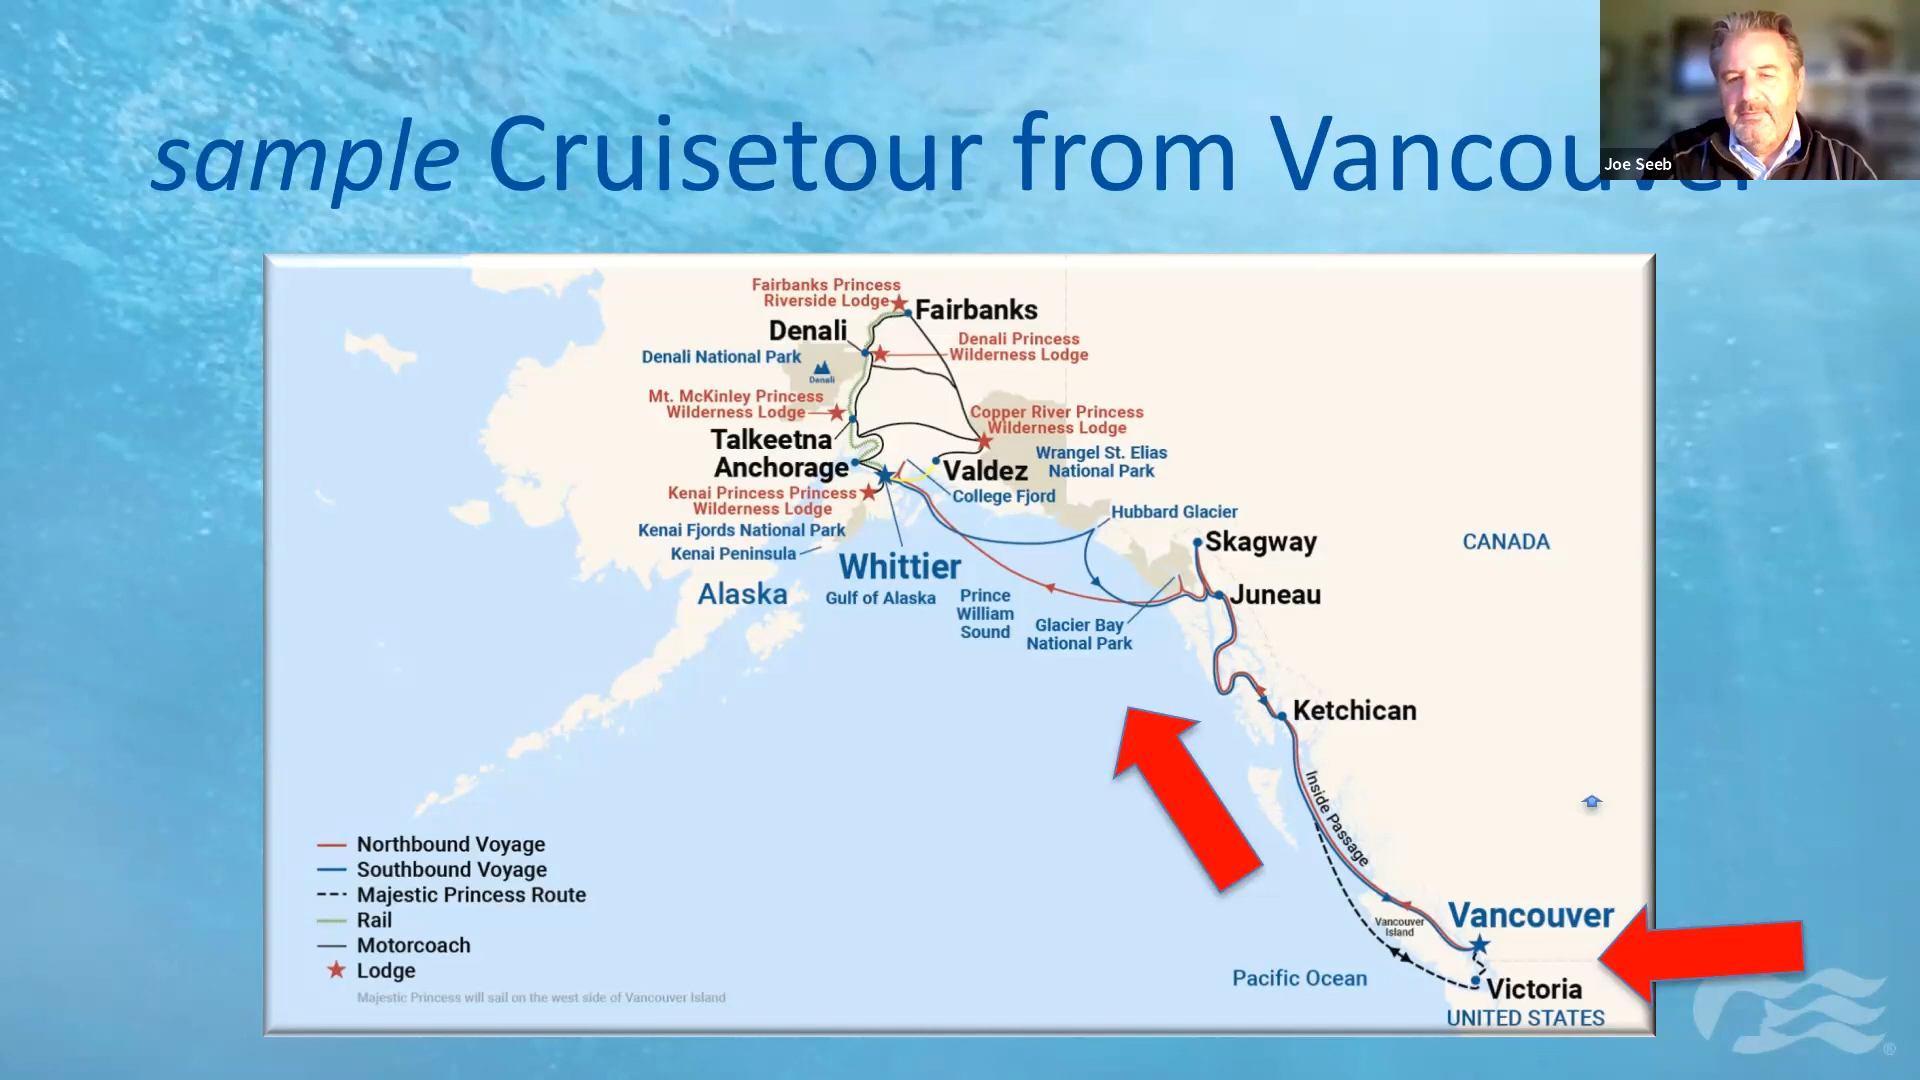 Joe Seeb
sample Cruisetour from Vancouver
Fairbanks Princess
Riverside Lodge
Fairbanks
Denali
Denali National Park
Denali
Denali Princess
Wilderness Lodge
Mt. McKinley Princess
Wilderness Lodge
Copper River Princess
Wilderness Lodge
Talkeetna
Anchorage
Valdez
Wrangel St. Elias
National Park
Kenai Princess Princess
Wilderness Lodge
College Fjord
Kenai Fjords National Park
Kenai Peninsula
Hubbard Glacier
Skagway
CANADA
Whittier
Alaska
Gulf of Alaska
Prince
William
Sound
Juneau
Glacier Bay
National Park
Ketchican
Inside Passage
Northbound Voyage
Southbound Voyage
Majestic Princess Route
Rail
Motorcoach
Lodge
Majestic Princess will sail on the west side of Vancouver Island
Vancouver
Vancouver
Island
Pacific Ocean
Victoria
UNITED STATES
®